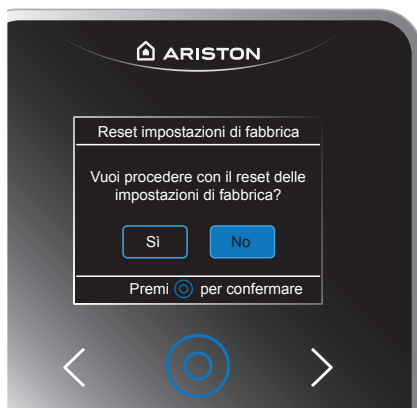 ARISTON
Reset impostazioni di fabbrica
Vuoi procedere con il reset delle
impostazioni di fabbrica?
Sì
No
Premi per confermare